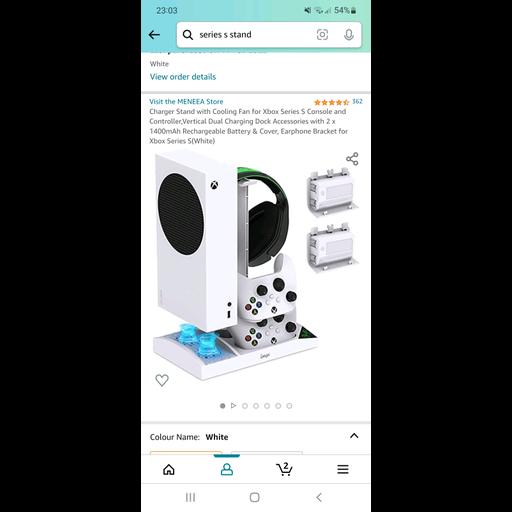 23:03
54%
series s stand
White
View order details
Visit the MENEEA Store
362
Charger Stand with Cooling Fan for Xbox Series S Console and
Controller,Vertical Dual Charging Dock Accessories with 2 x
1400mAh Rechargeable Battery & Cover, Earphone Bracket for
Xbox Series S(White)
Colour Name: White
2